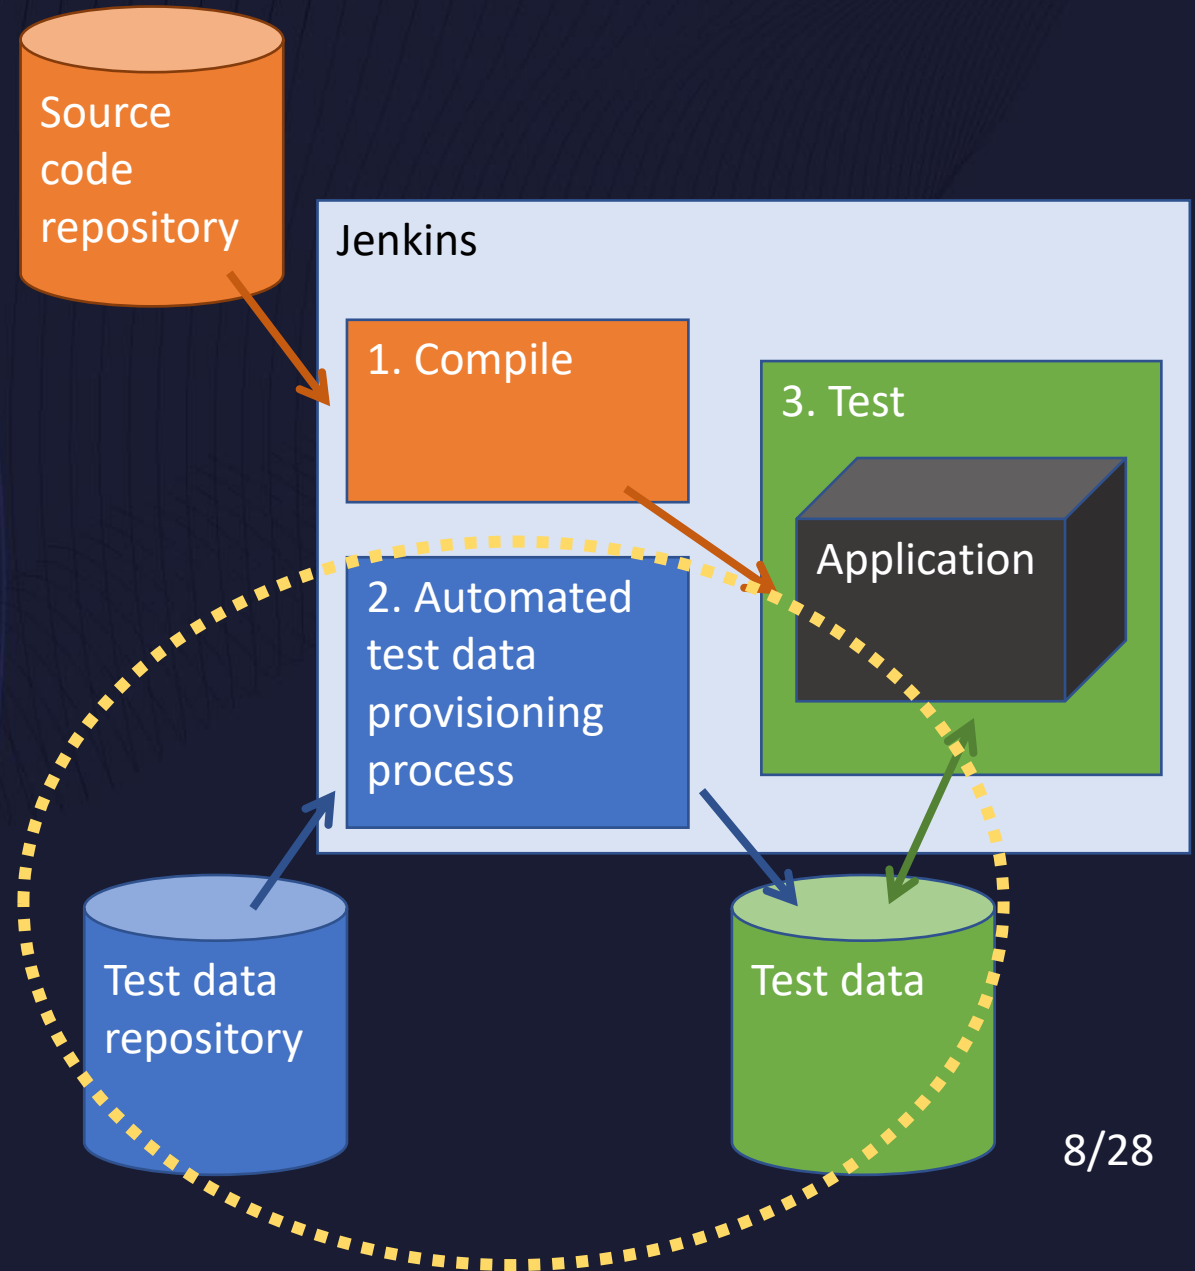 Source
code
repository
Jenkins
1. Compile
3. Test
Application
2. Automated
test data
provisioning
process
Test data
repository
Test data
8/28